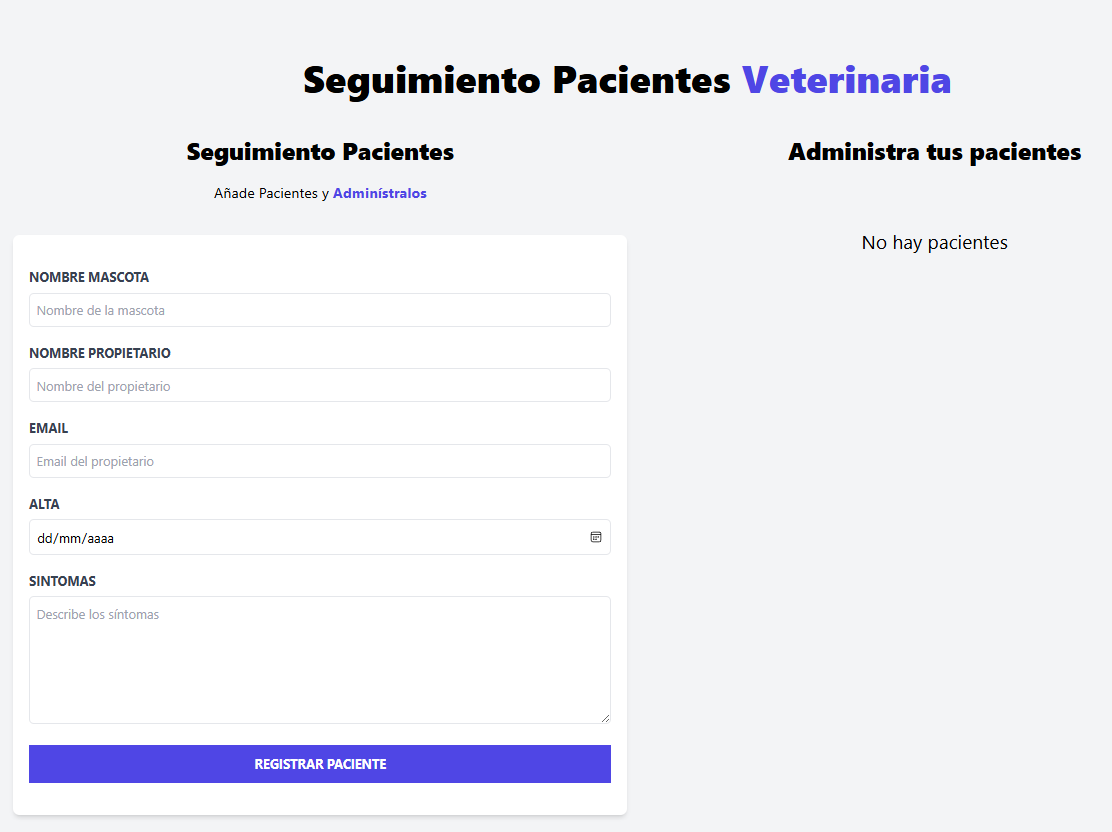 Seguimiento Pacientes Veterinaria
Seguimiento Pacientes
Añade Pacientes y Adminístralos
NOMBRE MASCOTA
Nombre de la mascota
NOMBRE PROPIETARIO
Nombre del propietario
EMAIL
Email del propietario
ALTA
dd/mm/aaaa
SINTOMAS
Describe los síntomas
REGISTRAR PACIENTE
Administra tus pacientes
No hay pacientes